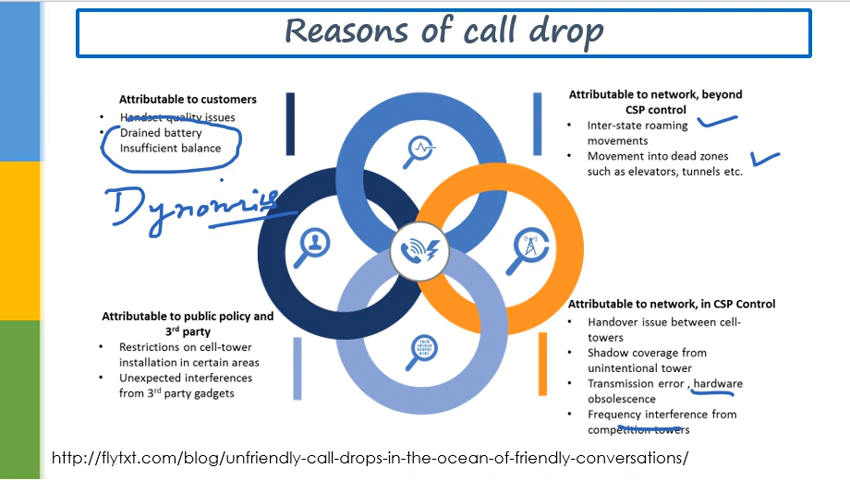 Reasons of call drop
Attributable to customers
• Handset quality issues
• Drained battery
Insufficient balance
Dynamics
Attributable to network, beyond
CSP control
• Inter-state roaming
movements
• Movement into dead zones
such as elevators, tunnels etc.
Attributable to public policy and
3rd party
• Restrictions on cell-tower
installation in certain areas
• Unexpected interferences
from 3rd party gadgets
Attributable to network, in CSP Control
• Handover issue between cell-
towers
• Shadow coverage from
unintentional tower
• Transmission error , hardware
obsolescence
• Frequency interference from
competition towers
http://flytxt.com/blog/unfriendly-call-drops-in-the-ocean-of-friendly-conversations/